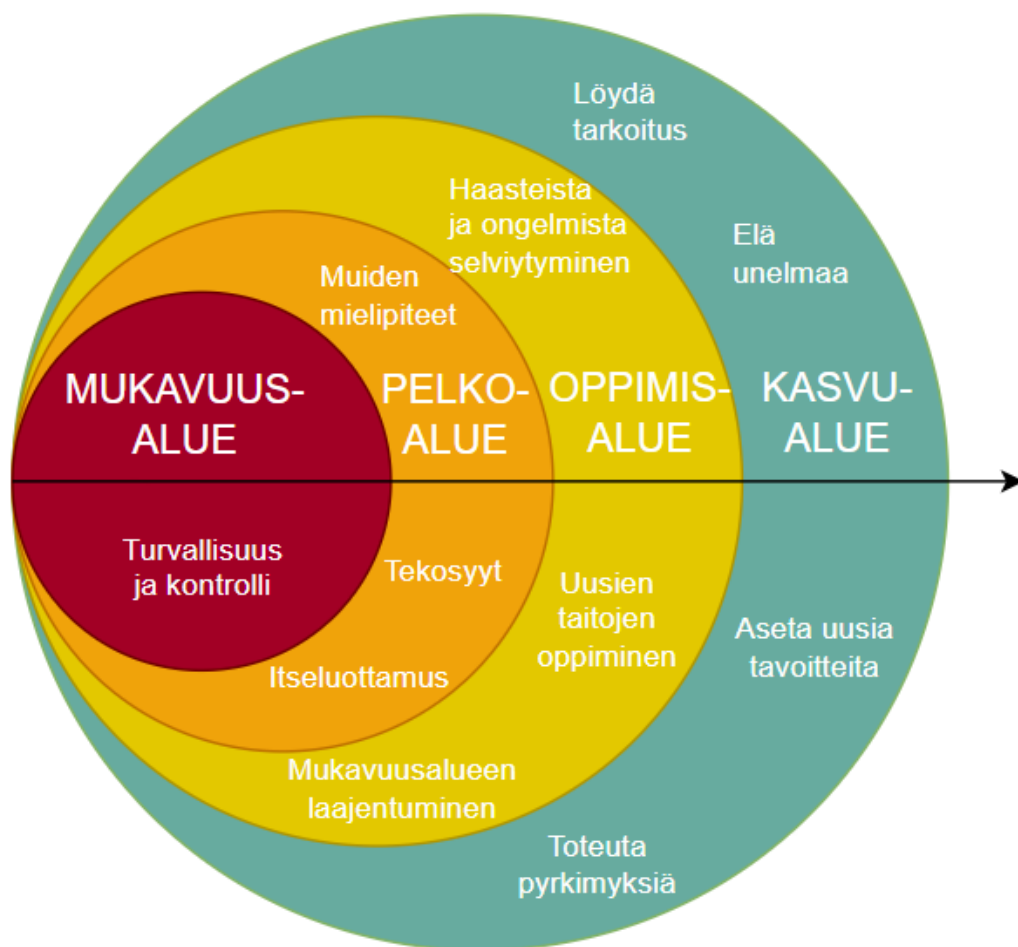 Löydä
tarkoitus
Haasteista
ja ongelmista
selviytyminen
Elä
unelmaa
Muiden
mielipiteet
MUKAVUUS-
ALUE
PELKO-
ALUE
OPPIMIS-
ALUE
KASVU-
ALUE
Turvallisuus
ja kontrolli
Tekosyyt
Uusien
taitojen
oppiminen
Aseta uusia
tavoitteita
Itseluottamus
Mukavuusalueen
laajentuminen
Toteuta
pyrkimyksiä